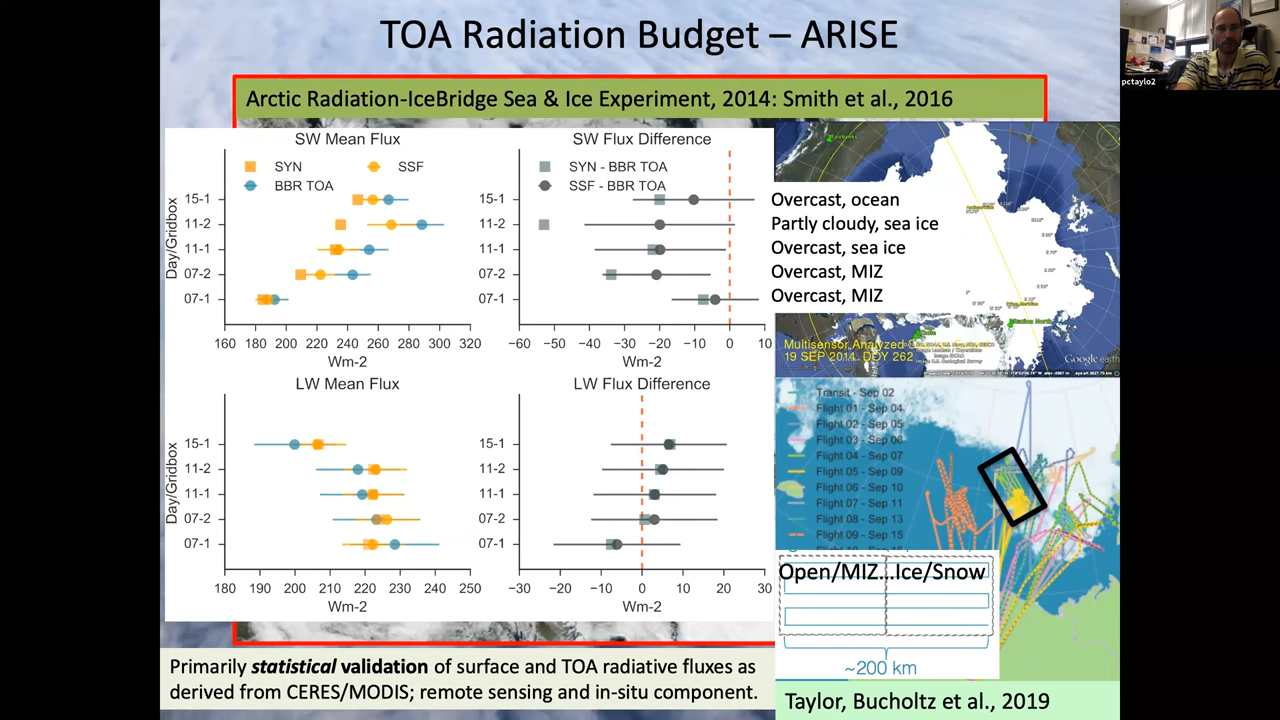 TOA Radiation Budget – ARISE
pctaylo2
Arctic Radiation-IceBridge Sea & Ice Experiment, 2014: Smith et al., 2016
SW Mean Flux
SYN
SSF
BBR TOA
Day/Gridbox
15-1
11-2
11-1
07-2
07-1
160 180 200 220 240 260 280 300 320
Wm-2
SW Flux Difference
SYN - BBR TOA
SSF - BBR TOA
15-1
11-2
11-1
07-2
07-1
−60 −50 −40 −30 −20 −10 0 10
Wm-2
Overcast, ocean
Partly cloudy, sea ice
Overcast, sea ice
Overcast, MIZ
Overcast, MIZ
Multisensor Analyzed
19 SEP 2014 DOY 262
Google earth
LW Mean Flux
Day/Gridbox
15-1
11-2
11-1
07-2
07-1
180 190 200 210 220 230 240 250
Wm-2
LW Flux Difference
15-1
11-2
11-1
07-2
07-1
−30 −20 −10 0 10 20 30
Wm-2
Transit - Sep 02
Flight 01 - Sep 04
Flight 02 - Sep 05
Flight 03 - Sep 06
Flight 04 - Sep 07
Flight 05 - Sep 09
Flight 06 - Sep 10
Flight 07 - Sep 11
Flight 08 - Sep 13
Flight 09 - Sep 15
Open/MIZ...Ice/Snow
~200 km
Primarily statistical validation of surface and TOA radiative fluxes as
derived from CERES/MODIS; remote sensing and in-situ component.
Taylor, Bucholtz et al., 2019